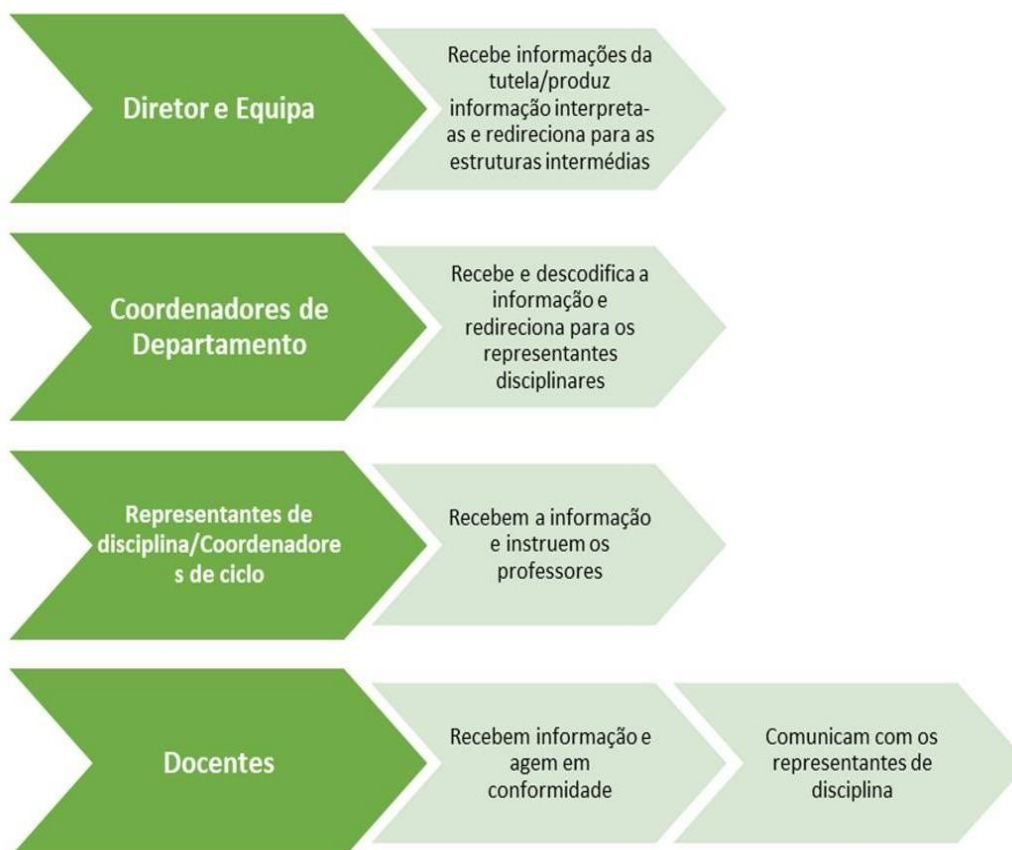 Diretor e Equipa
Recebe informações da
tutela/produz
informação interpreta-
as e redireciona para as
estruturas intermédias
Coordenadores de
Departamento
Recebe e descodifica a
informação e
redireciona para os
representantes
disciplinares
Representantes de
disciplina/Coordenadore
s de ciclo
Recebem a informação
e instruem os
professores
Docentes
Recebem informação e
agem em
conformidade
Comunicam com os
representantes de
disciplina